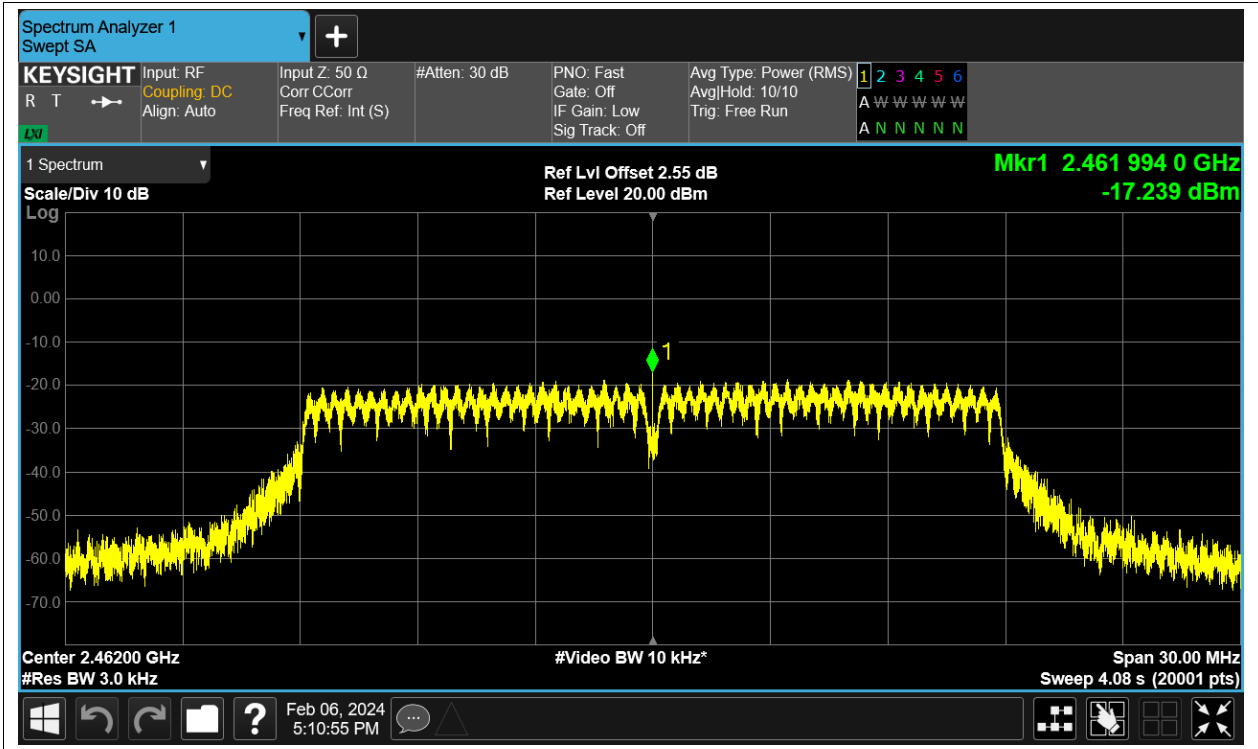 Spectrum Analyzer 1
Swept SA
KEYSIGHT
R T
LXI
Input: RF
Coupling: DC
Align: Auto
Input Z: 50 Ω
Corr CCorr
Freq Ref: Int (S)
#Atten: 30 dB
PNO: Fast
Gate: Off
IF Gain: Low
Sig Track: Off
Avg Type: Power (RMS)
Avg|Hold: 10/10
Trig: Free Run
1 2 3 4 5 6
A W W W W W
A N N N N N
1 Spectrum
Scale/Div 10 dB
Log
Ref Lvl Offset 2.55 dB
Ref Level 20.00 dBm
Mkr1 2.461 994 0 GHz
-17.239 dBm
10.0
0.00
-10.0
1
-20.0
-30.0
-40.0
-50.0
-60.0
-70.0
Center 2.46200 GHz
#Res BW 3.0 kHz
#Video BW 10 kHz*
Span 30.00 MHz
Sweep 4.08 s (20001 pts)
?
Feb 06, 2024
5:10:55 PM